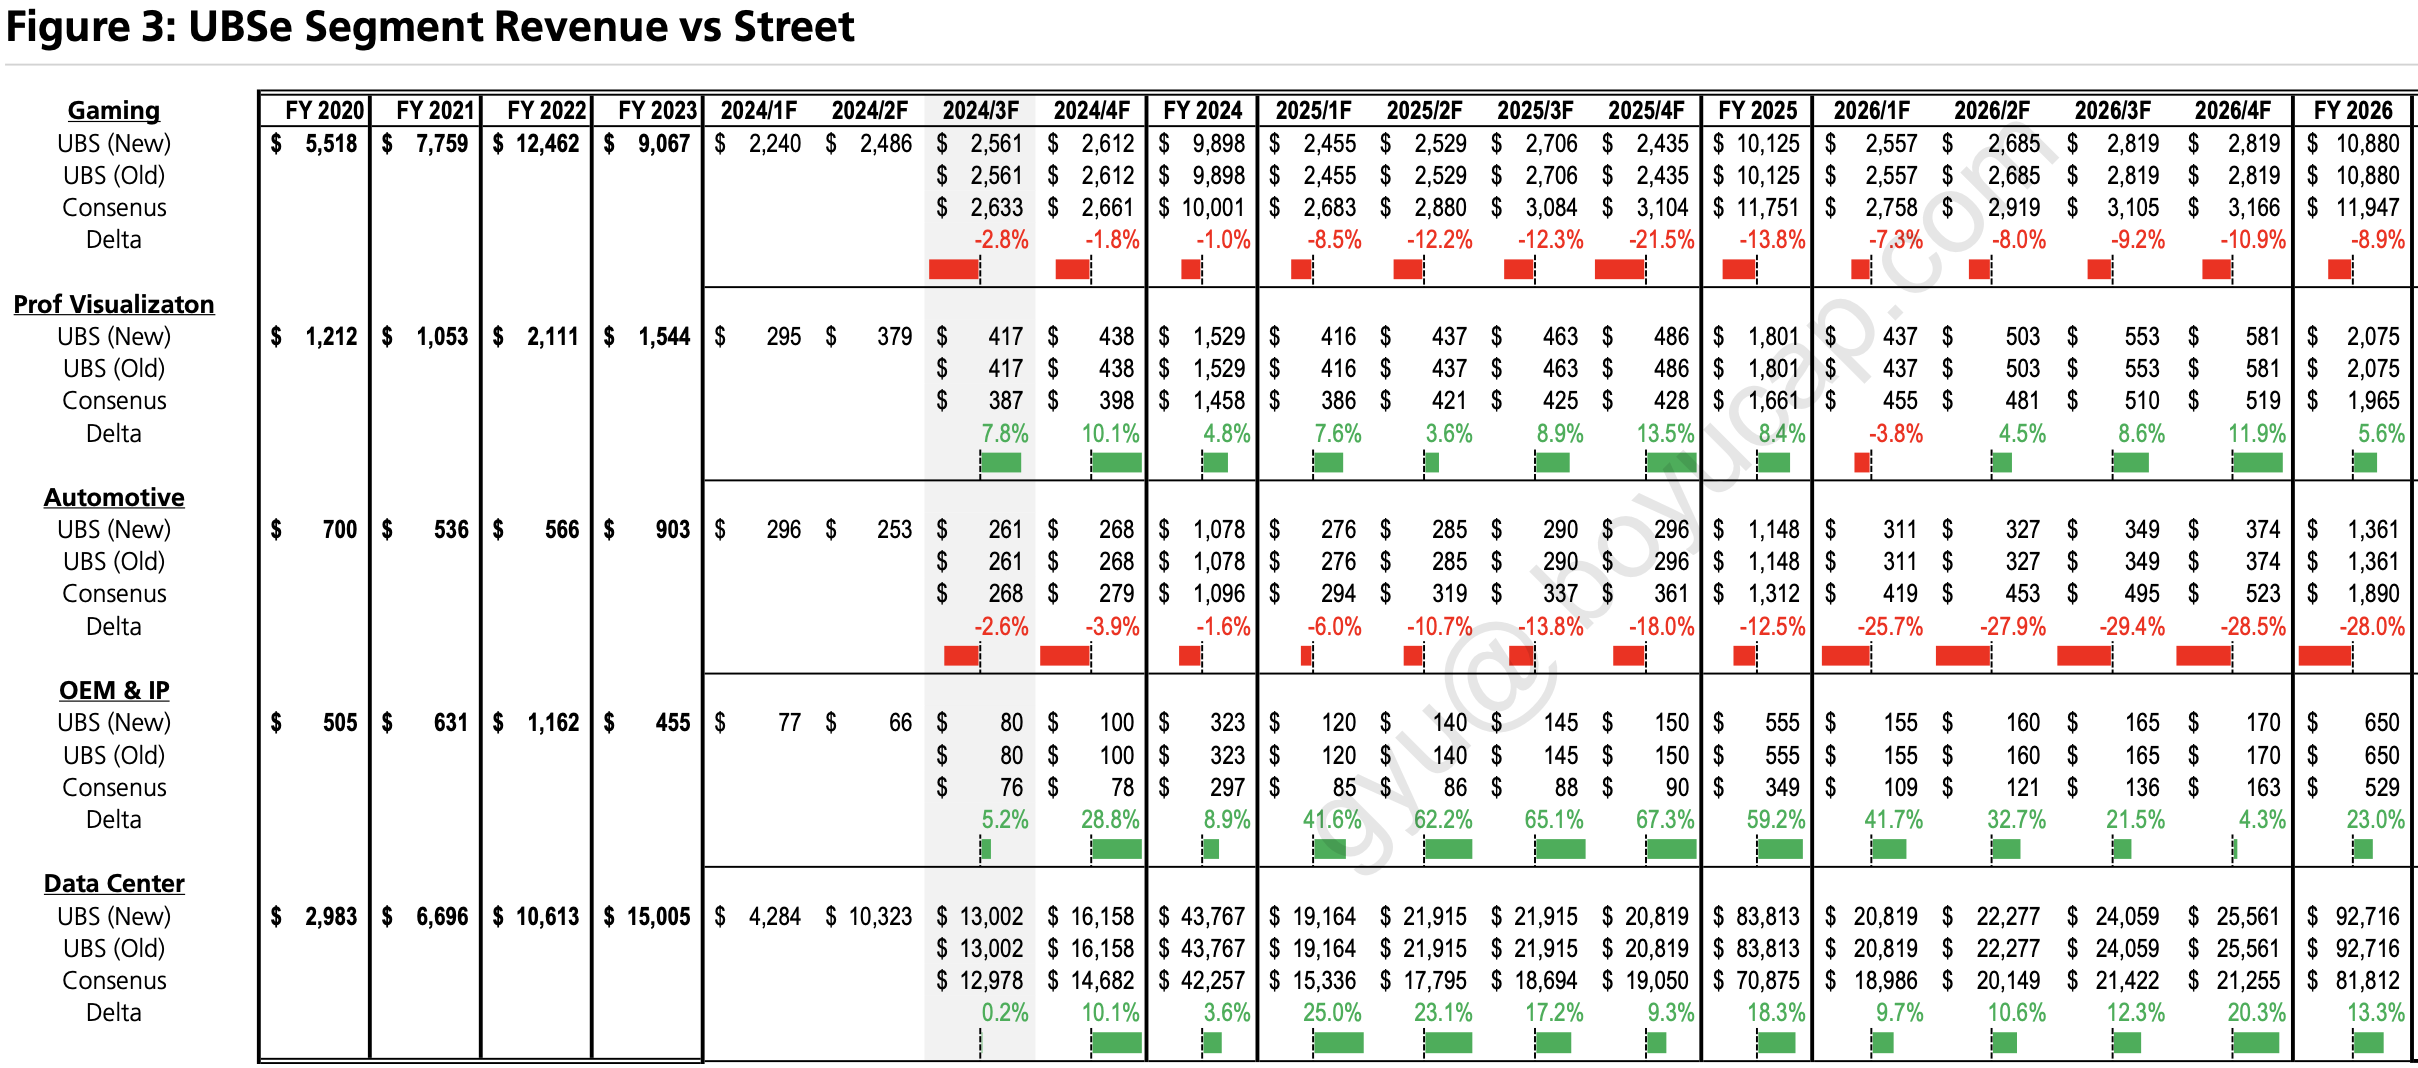 Figure 3: UBSe Segment Revenue vs Street
Gaming FY 2020 FY 2021 FY 2022 FY 2023 2024/1F 2024/2F 2024/3F 2024/4F FY 2024 2025/1F 2025/2F 2025/3F 2025/4F FY 2025 2026/1F 2026/2F 2026/3F 2026/4F FY 2026
UBS (New) $ 5,518 $ 7,759 $ 12,462 $ 9,067 $ 2,240 $ 2,486 $ 2,561 $ 2,612 $ 9,898 $ 2,455 $ 2,529 $ 2,706 $ 2,435 $ 10,125 $ 2,557 $ 2,685 $ 2,819 $ 2,819 $ 10,880
UBS (Old) $ 2,561 $ 2,612 $ 9,898 $ 2,455 $ 2,529 $ 2,706 $ 2,435 $ 10,125 $ 2,557 $ 2,685 $ 2,819 $ 2,819 $ 10,880
Consenus $ 2,633 $ 2,661 $ 10,001 $ 2,683 $ 2,880 $ 3,084 $ 3,104 $ 11,751 $ 2,758 $ 2,919 $ 3,105 $ 3,166 $ 11,947
Delta -2.8% -1.8% -1.0% -8.5% -12.2% -12.3% -21.5% -13.8% -7.3% -8.0% -9.2% -10.9% -8.9%
Prof Visualizaton
UBS (New) $ 1,212 $ 1,053 $ 2,111 $ 1,544 $ 295 $ 379 $ 417 $ 438 $ 1,529 $ 416 $ 437 $ 463 $ 486 $ 1,801 $ 437 $ 503 $ 553 $ 581 $ 2,075
UBS (Old) $ 417 $ 438 $ 1,529 $ 416 $ 437 $ 463 $ 486 $ 1,801 $ 437 $ 503 $ 553 $ 581 $ 2,075
Consenus $ 387 $ 398 $ 1,458 $ 386 $ 421 $ 425 $ 428 $ 1,661 $ 455 $ 481 $ 510 $ 519 $ 1,965
Delta 7.8% 10.1% 4.8% 7.6% 3.6% 8.9% 13.5% 8.4% -3.8% 4.5% 8.6% 11.9% 5.6%
Automotive
UBS (New) $ 700 $ 536 $ 566 $ 903 $ 296 $ 253 $ 261 $ 268 $ 1,078 $ 276 $ 285 $ 290 $ 296 $ 1,148 $ 311 $ 327 $ 349 $ 374 $ 1,361
UBS (Old) $ 261 $ 268 $ 1,078 $ 276 $ 285 $ 290 $ 296 $ 1,148 $ 311 $ 327 $ 349 $ 374 $ 1,361
Consenus $ 268 $ 279 $ 1,096 $ 294 $ 319 $ 337 $ 361 $ 1,312 $ 419 $ 453 $ 495 $ 523 $ 1,890
Delta -2.6% -3.9% -1.6% -6.0% -10.7% -13.8% -18.0% -12.5% -25.7% -27.9% -29.4% -28.5% -28.0%
OEM & IP
UBS (New) $ 505 $ 631 $ 1,162 $ 455 $ 77 $ 66 $ 80 $ 100 $ 323 $ 120 $ 140 $ 145 $ 150 $ 555 $ 155 $ 160 $ 165 $ 170 $ 650
UBS (Old) $ 80 $ 100 $ 323 $ 120 $ 140 $ 145 $ 150 $ 555 $ 155 $ 160 $ 165 $ 170 $ 650
Consenus $ 76 $ 78 $ 297 $ 85 $ 86 $ 88 $ 90 $ 349 $ 109 $ 121 $ 136 $ 163 $ 529
Delta 5.2% 28.8% 8.9% 41.6% 62.2% 65.1% 67.3% 59.2% 41.7% 32.7% 21.5% 4.3% 23.0%
Data Center
UBS (New) $ 2,983 $ 6,696 $ 10,613 $ 15,005 $ 4,284 $ 10,323 $ 13,002 $ 16,158 $ 43,767 $ 19,164 $ 21,915 $ 21,915 $ 20,819 $ 83,813 $ 20,819 $ 22,277 $ 24,059 $ 25,561 $ 92,716
UBS (Old) $ 13,002 $ 16,158 $ 43,767 $ 19,164 $ 21,915 $ 21,915 $ 20,819 $ 83,813 $ 20,819 $ 22,277 $ 24,059 $ 25,561 $ 92,716
Consenus $ 12,978 $ 14,682 $ 42,257 $ 15,336 $ 17,795 $ 18,694 $ 19,050 $ 70,875 $ 18,986 $ 20,149 $ 21,422 $ 21,255 $ 81,812
Delta 0.2% 10.1% 3.6% 25.0% 23.1% 17.2% 9.3% 18.3% 9.7% 10.6% 12.3% 20.3% 13.3%
gyu@boyucap.com